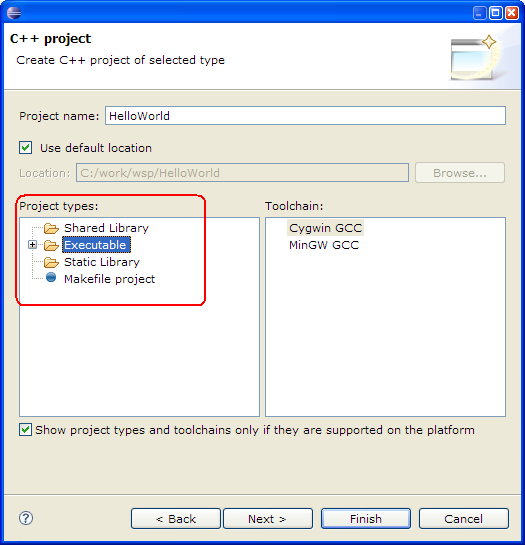 C++ project
Create C++ project of selected type
Project name: HelloWorld
Use default location
Location: C:/work/wsp/HelloWorld Browse...
Project types: Toolchain:
Shared Library Cygwin GCC
Executable MinGW GCC
Static Library
Makefile project
Show project types and toolchains only if they are supported on the platform
? < Back Next > Finish Cancel